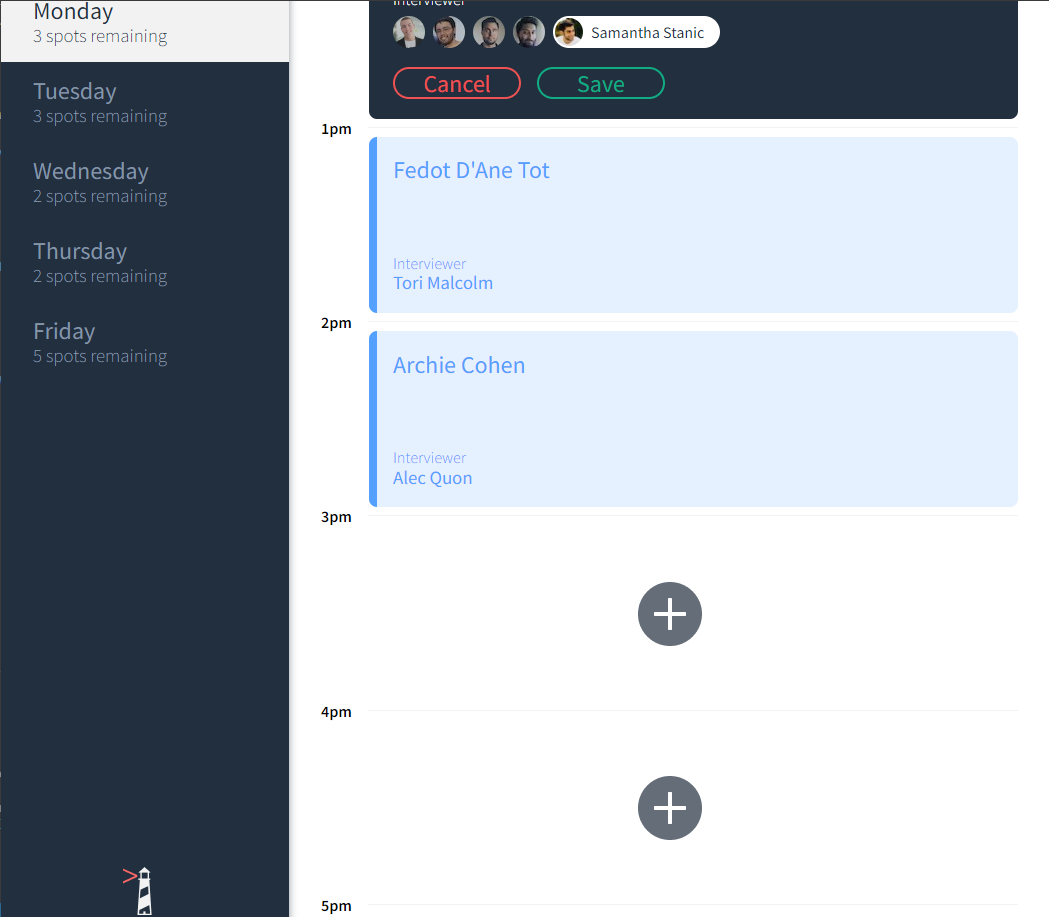 Monday
3 spots remaining
Tuesday
3 spots remaining
Wednesday
2 spots remaining
Thursday
2 spots remaining
Friday
5 spots remaining
Interviewer
Samantha Stanic
Cancel
Save
1pm
Fedot D'Ane Tot
Interviewer
Tori Malcolm
2pm
Archie Cohen
Interviewer
Alec Quon
3pm
4pm
5pm